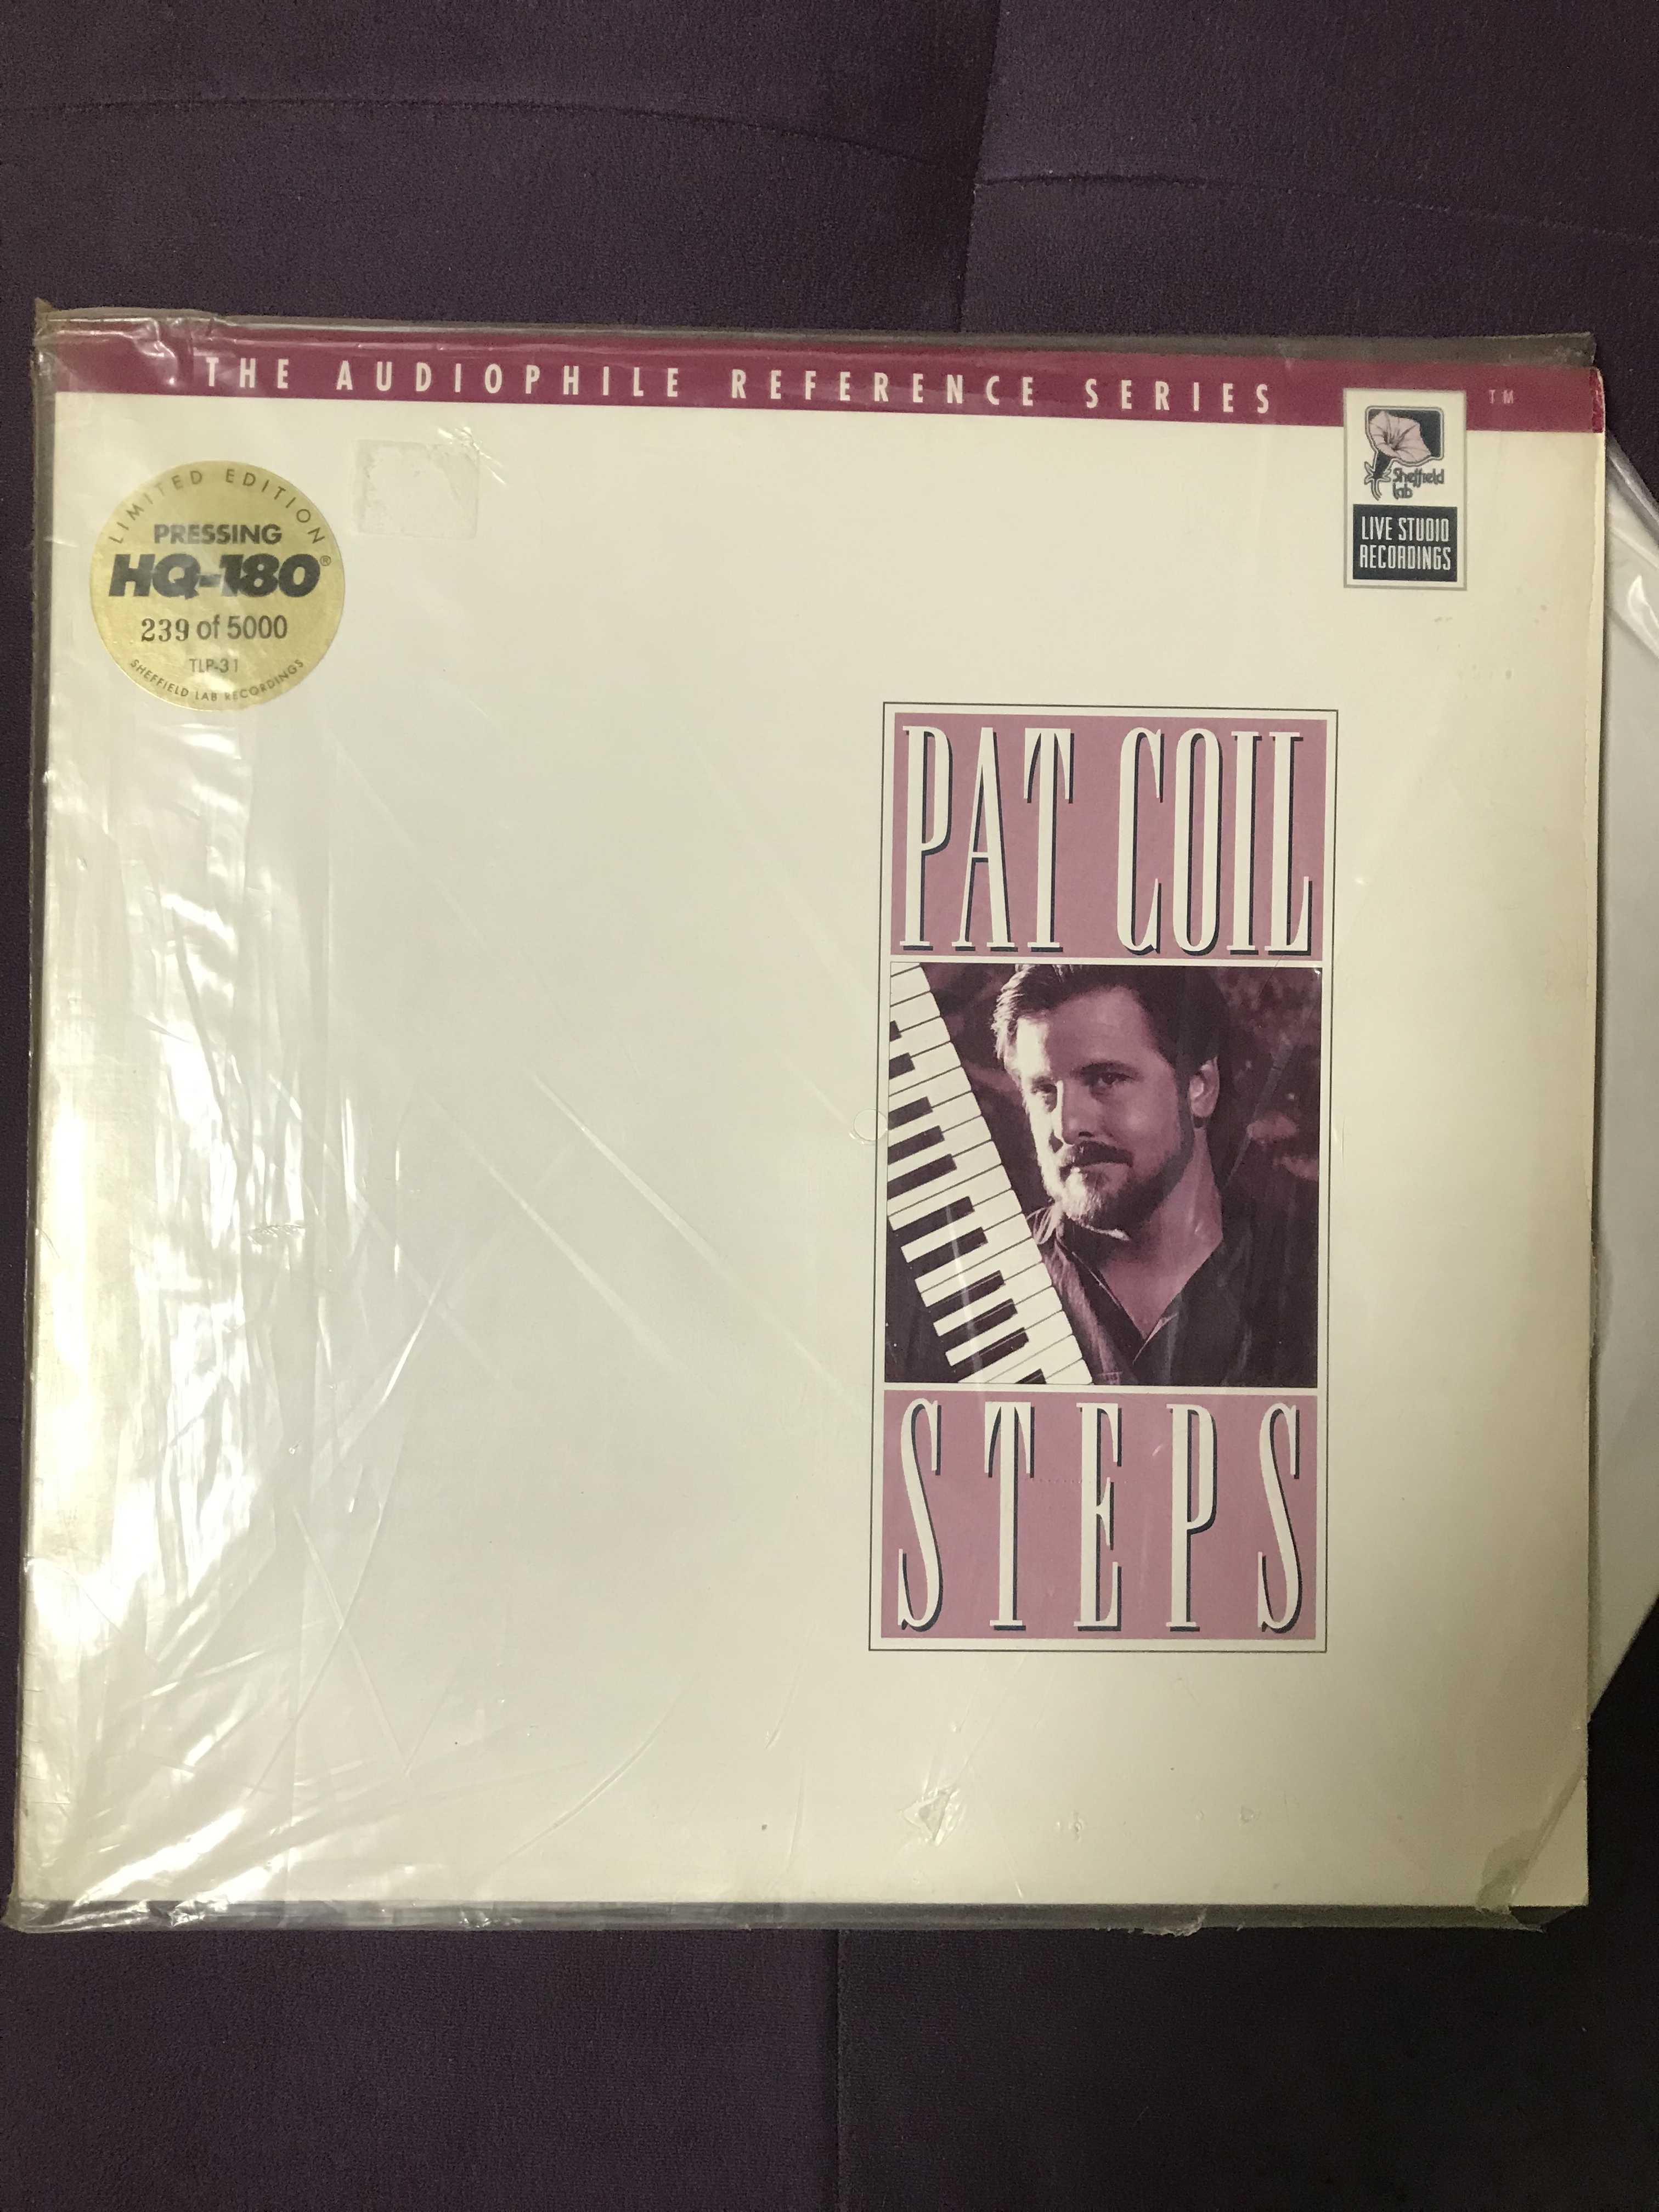 THE AUDIOPHILE REFERENCE SERIES
TM
Sheffield
lab
LIVE STUDIO
RECORDINGS
LIMITED EDITION
PRESSING
HQ-180®
239 of 5000
TLP-31
SHEFFIELD LAB RECORDINGS
PAT COIL
STEPS